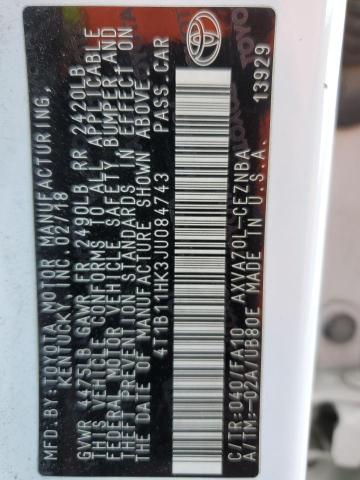 MFD. BY: TOYOTA MOTOR MANUFACTURING,
KENTUCKY, INC. 02/18
GVWR 4475LB GAWR FR 2490LB RR 2420LB
THIS VEHICLE CONFORMS TO ALL APPLICABLE
FEDERAL MOTOR VEHICLE SAFETY, BUMPER, AND
THEFT PREVENTION STANDARDS IN EFFECT ON
THE DATE OF MANUFACTURE SHOWN ABOVE.
4T1B11HK3JU084743 PASS. CAR
C/TR:040/FA10 AXVA70L-CEZNBA
A/TM:-02A/UB80E MADE IN U.S.A. 13929
TOYOTA